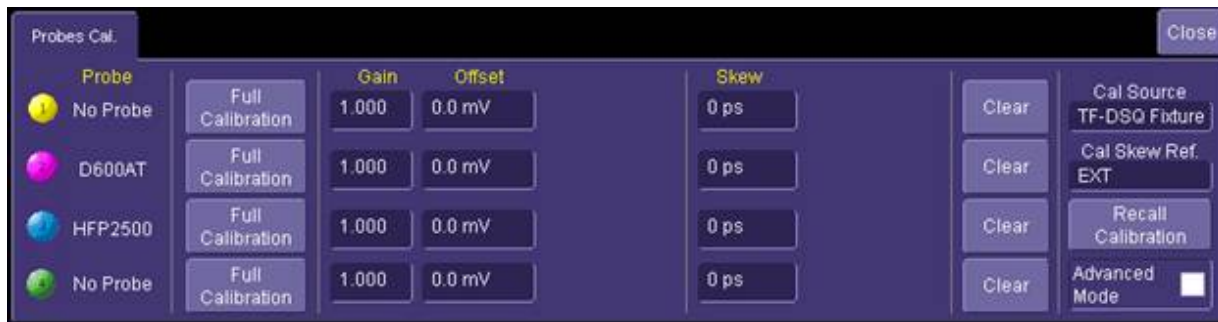 Probes Cal.
Close
Probe Gain Offset Skew
1 No Probe Full Calibration 1.000 0.0 mV 0 ps Clear
D600AT Full Calibration 1.000 0.0 mV 0 ps Clear
HFP2500 Full Calibration 1.000 0.0 mV 0 ps Clear
No Probe Full Calibration 1.000 0.0 mV 0 ps Clear
Cal Source
TF-DSQ Fixture
Cal Skew Ref.
EXT
Recall
Calibration
Advanced
Mode